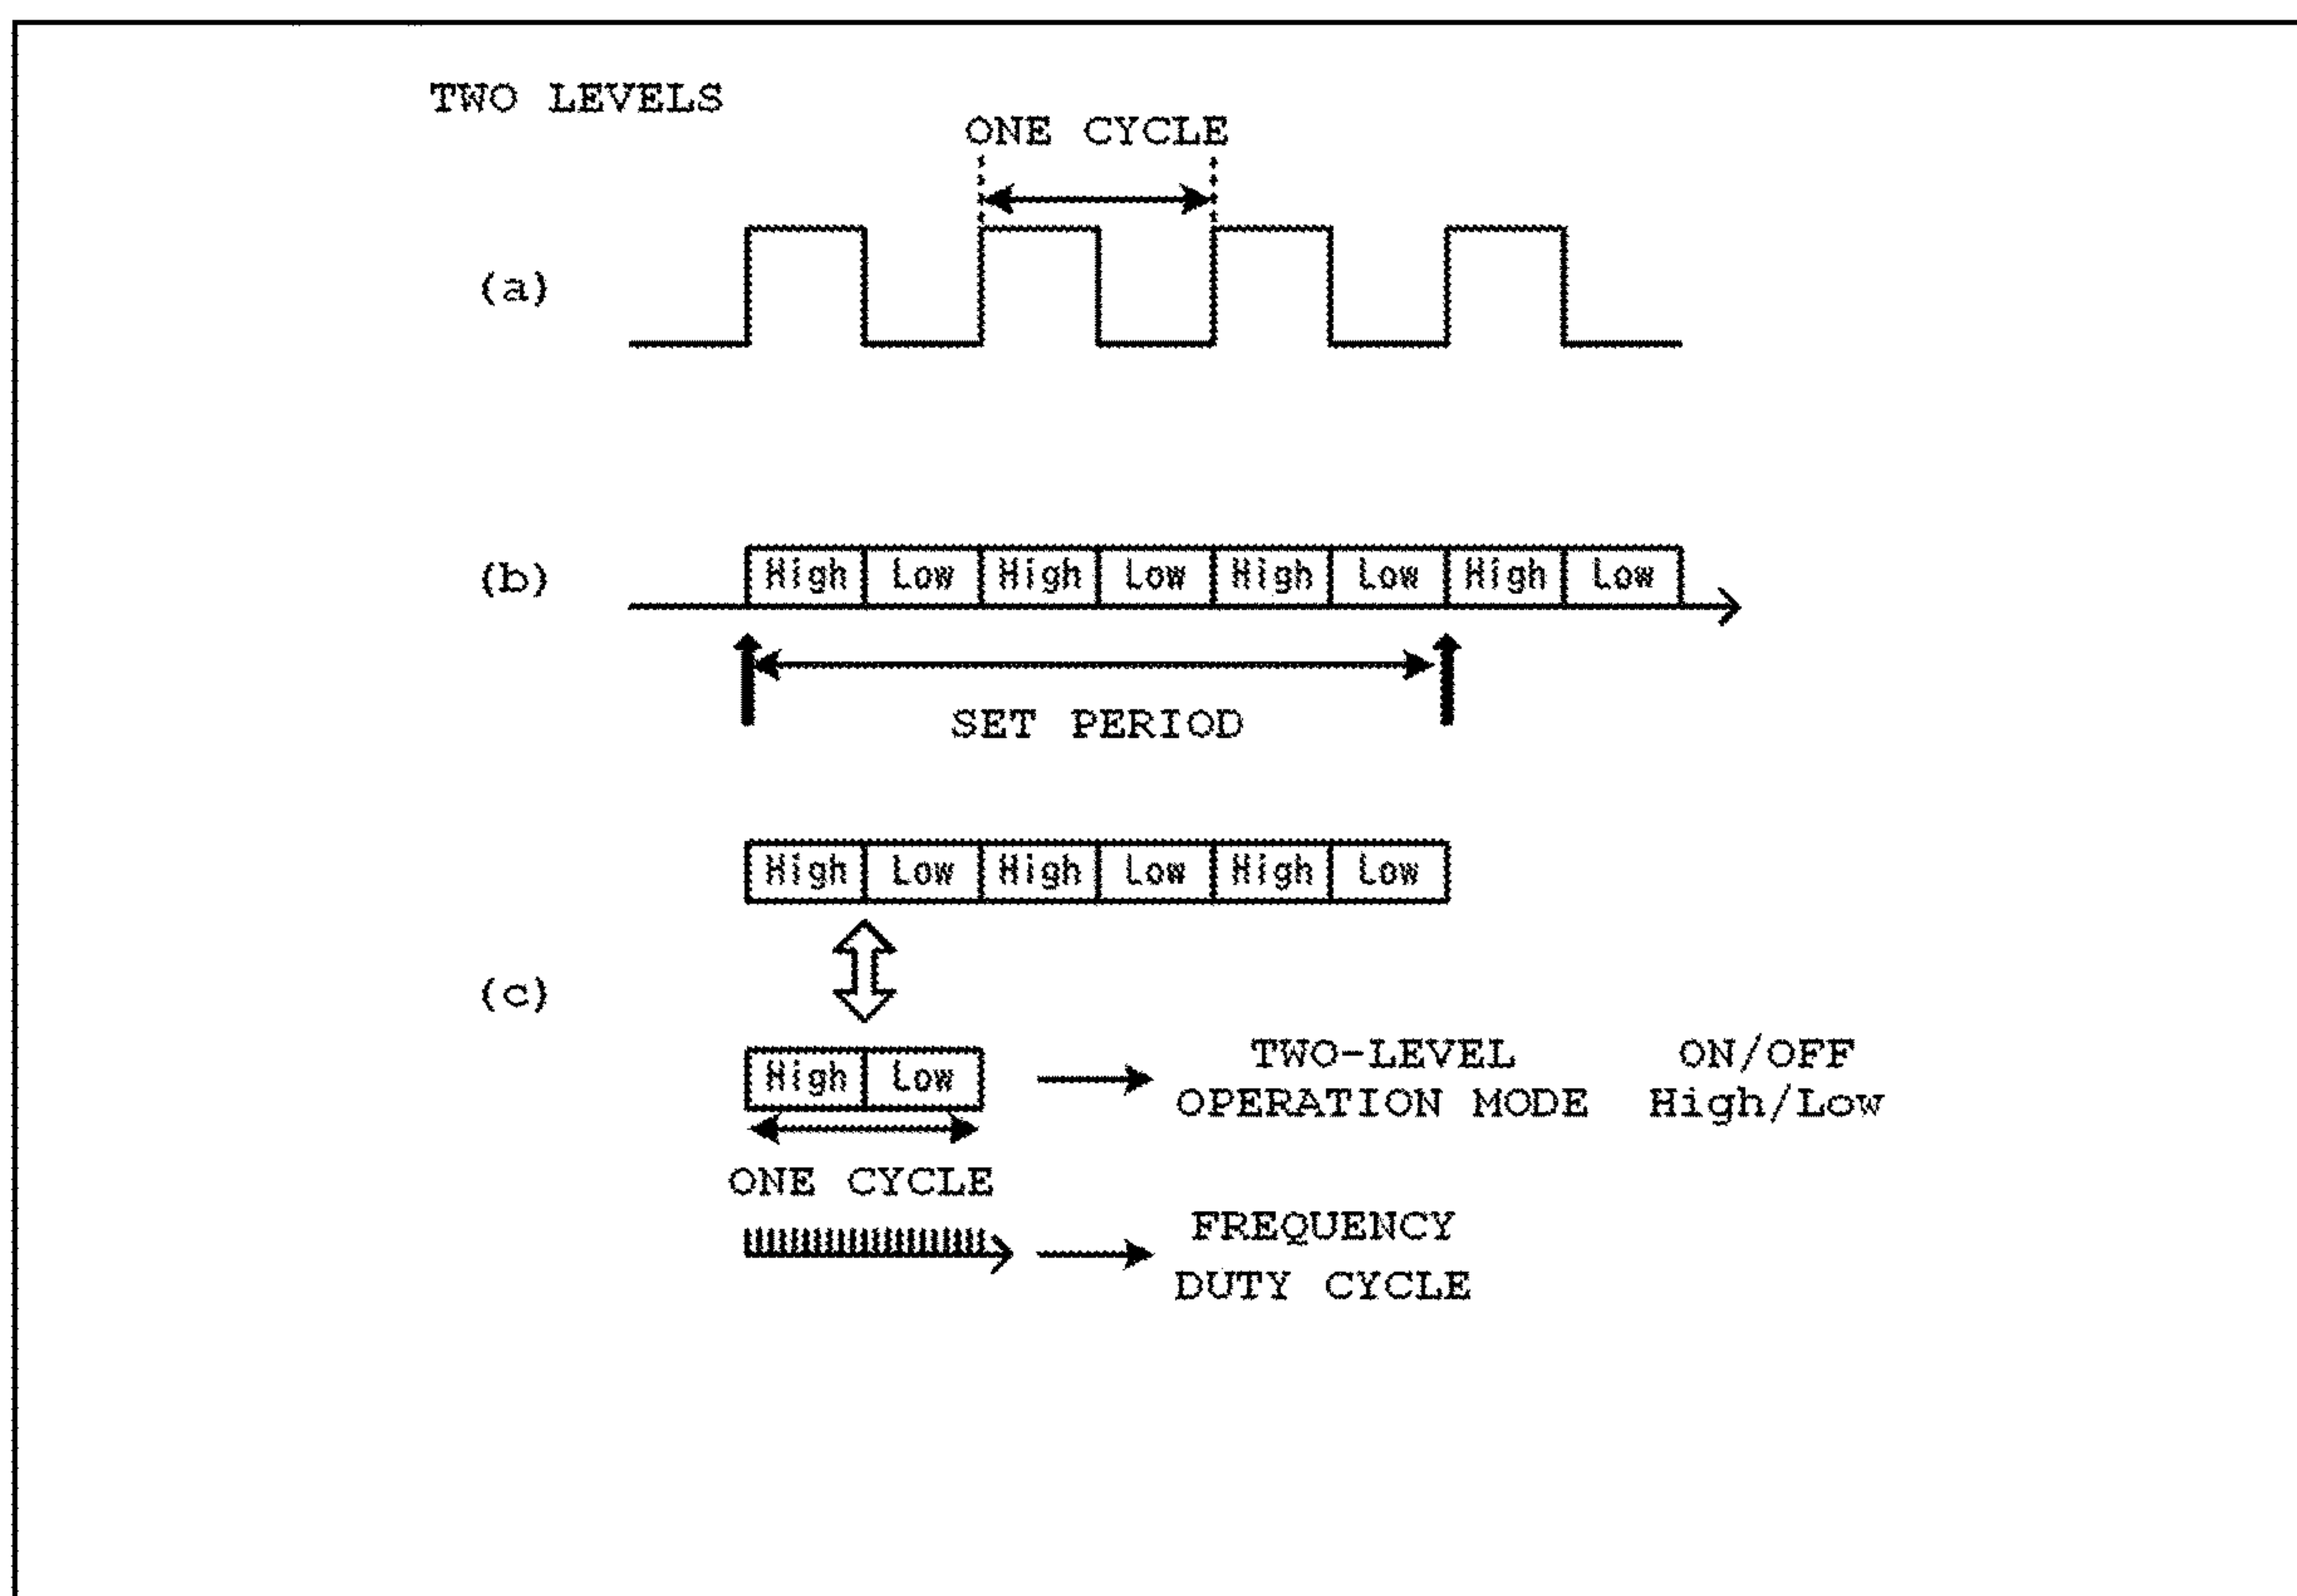 TWO LEVELS
ONE CYCLE
(a)
(b)
High Low High Low High Low High Low
SET PERIOD
High Low High Low High Low
(c)
High Low
TWO-LEVEL ON/OFF
OPERATION MODE High/Low
ONE CYCLE
FREQUENCY
DUTY CYCLE